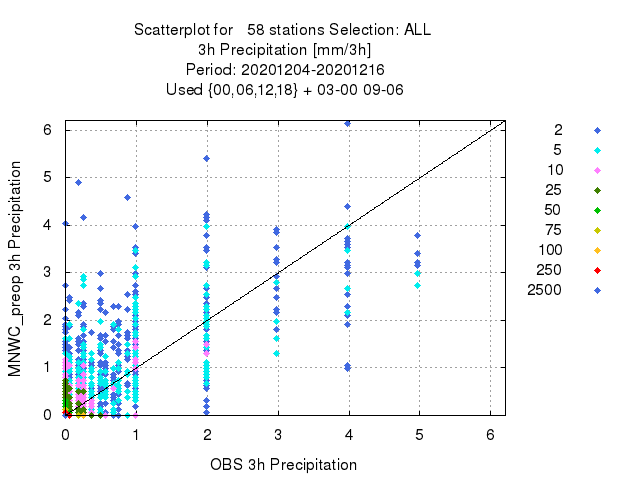 Scatterplot for 58 stations Selection: ALL
3h Precipitation [mm/3h]
Period: 20201204-20201216
Used {00,06,12,18} + 03-00 09-06
MNWC_preop 3h Precipitation
6
5
4
3
2
1
0
0 1 2 3 4 5 6
OBS 3h Precipitation
2
5
10
25
50
75
100
250
2500